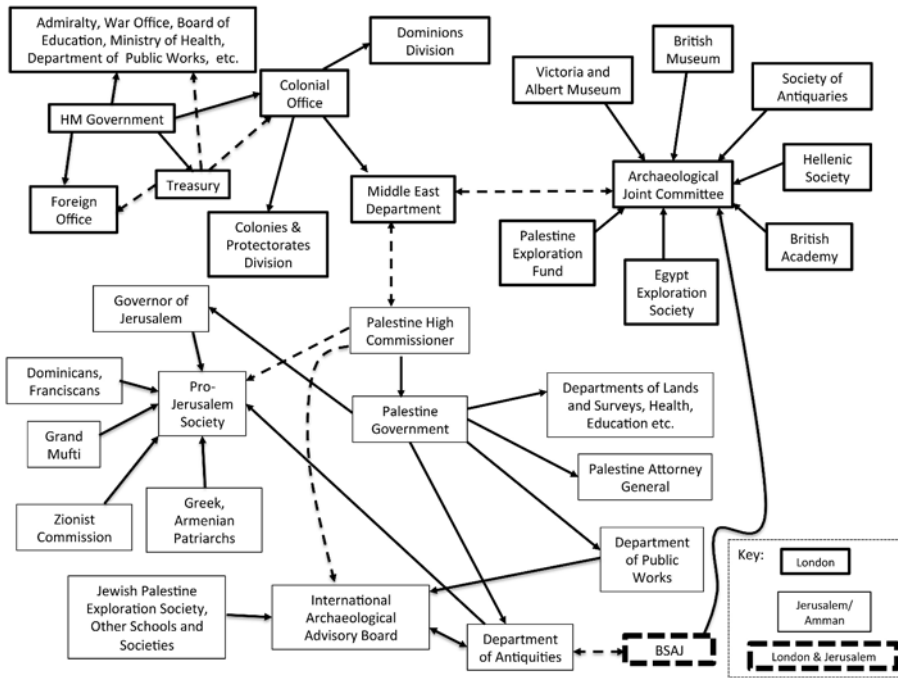 Admiralty, War Office, Board of
Education, Ministry of Health,
Department of Public Works, etc.
Dominions
Division
Colonial
Office
HM Government
Treasury
Foreign
Office
Colonies &
Protectorates
Division
Middle East
Department
Victoria and
Albert Museum
British
Museum
Society of
Antiquaries
Hellenic
Society
Archaeological
Joint Committee
British
Academy
Palestine
Exploration
Fund
Egypt
Exploration
Society
Governor of
Jerusalem
Palestine High
Commissioner
Dominicans,
Franciscans
Pro-
Jerusalem
Society
Grand
Mufti
Zionist
Commission
Greek,
Armenian
Patriarchs
Palestine
Government
Departments of Lands
and Surveys, Health,
Education etc.
Palestine Attorney
General
Department
of Public
Works
Jewish Palestine
Exploration Society,
Other Schools and
Societies
International
Archaeological
Advisory Board
Department
of Antiquities
BSAJ
Key:
London
Jerusalem/
Amman
London & Jerusalem